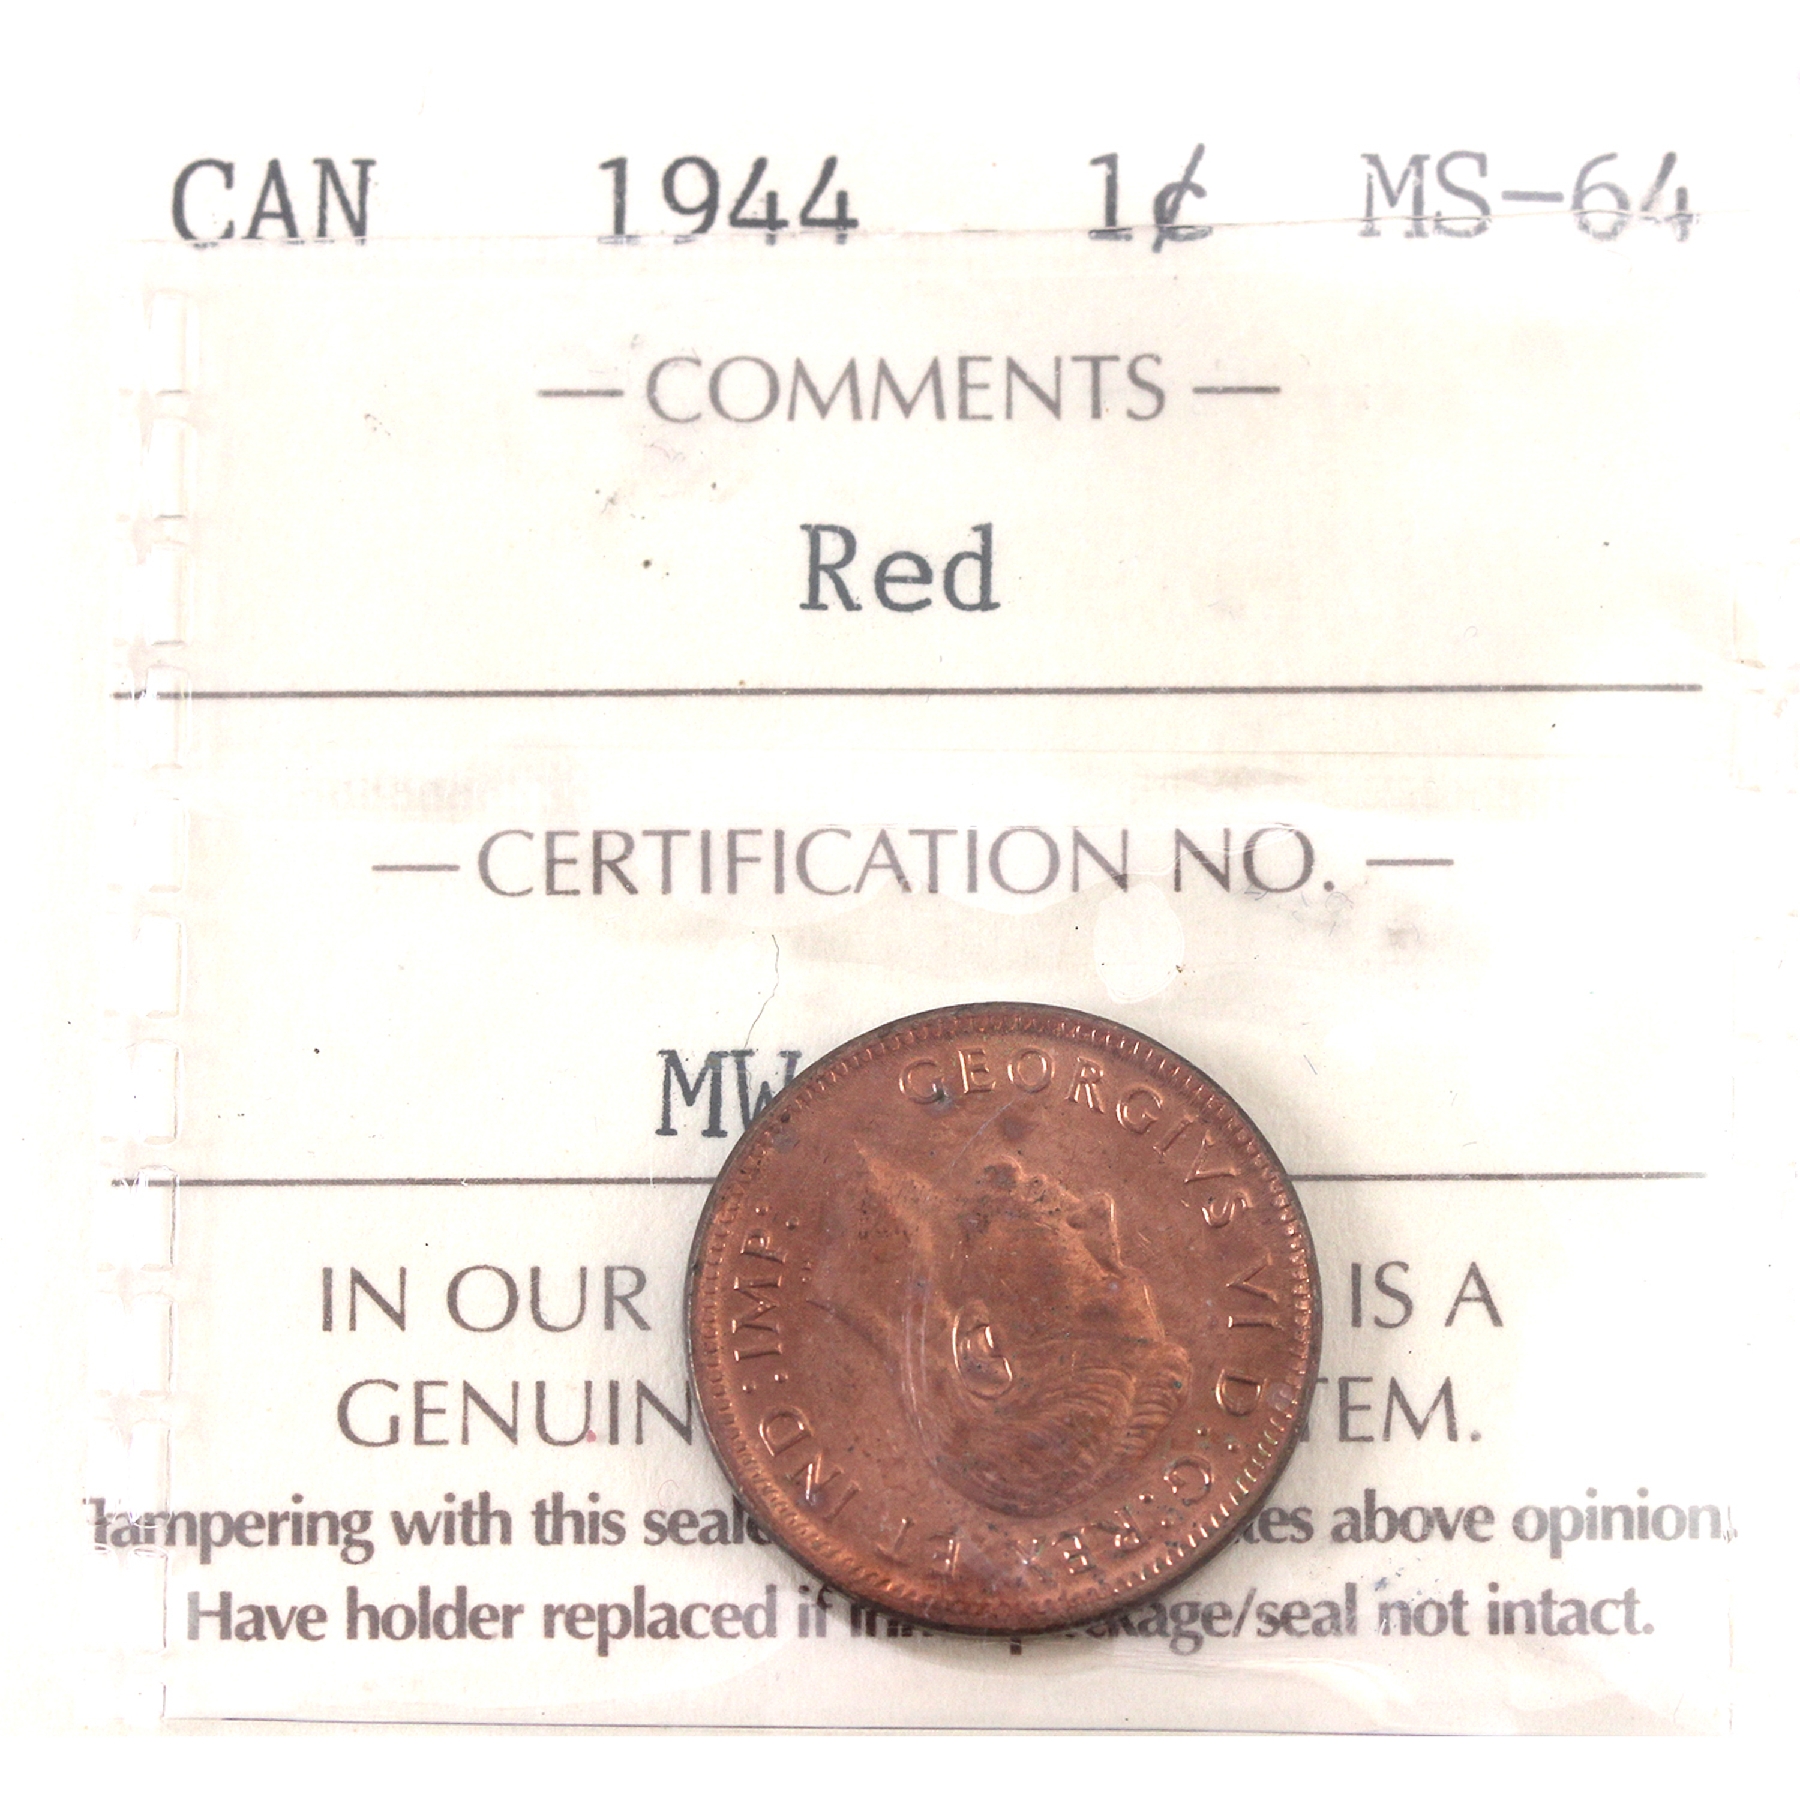 CAN 1944 1¢ MS-64
— COMMENTS —
Red
— CERTIFICATION NO. —
MW
IN OUR IS A
GENUIN TEM.
Tampering with this seale tes above opinion.
Have holder replaced if kage/seal not intact.
GEORGIVS VI D:G:REX ET IND:IMP: